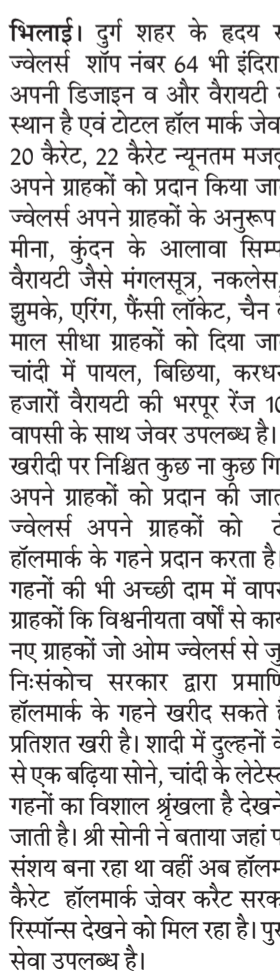 भिलाई। दुर्ग शहर के हृदय
ज्वेलर्स शॉप नंबर 64 भी इंदिरा
अपनी डिजाइन व और वैरायटी
स्थान है एवं टोटल हॉल मार्क जेव
20 कैरेट, 22 कैरेट न्यूनतम मजदू
अपने ग्राहकों को प्रदान किया जा
ज्वेलर्स अपने ग्राहकों के अनुरूप
मीना, कुंदन के आलावा सिम्प
वैरायटी जैसे मंगलसूत्र, नकलेस,
झुमके, एरिंग, फैंसी लॉकेट, चैन
माल सीधा ग्राहकों को दिया जा
चांदी में पायल, बिछिया, करध
हजारों वैरायटी की भरपूर रेंज 10
वापसी के साथ जेवर उपलब्ध है।
खरीदी पर निश्चित कुछ ना कुछ गि
अपने ग्राहकों को प्रदान की जात
ज्वेलर्स अपने ग्राहकों को
हॉलमार्क के गहने प्रदान करता है।
गहनों की भी अच्छी दाम में वाप
ग्राहकों कि विश्वनीयता वर्षों से का
नए ग्राहकों जो ओम ज्वेलर्स से जु
निःसंकोच सरकार द्वारा प्रमाणि
हॉलमार्क के गहने खरीद सकते
प्रतिशत खरी है। शादी में दुल्हनों
से एक बढ़िया सोने, चांदी के लेटेस्
गहनों का विशाल श्रृंखला है देखने
जाती है। श्री सोनी ने बताया जहां प
संशय बना रहा था वहीं अब हॉलम
कैरेट हॉलमार्क ज़ेवर करैट सरक
रिस्पॉन्स देखने को मिल रहा है। पुर
सेवा उपलब्ध है।